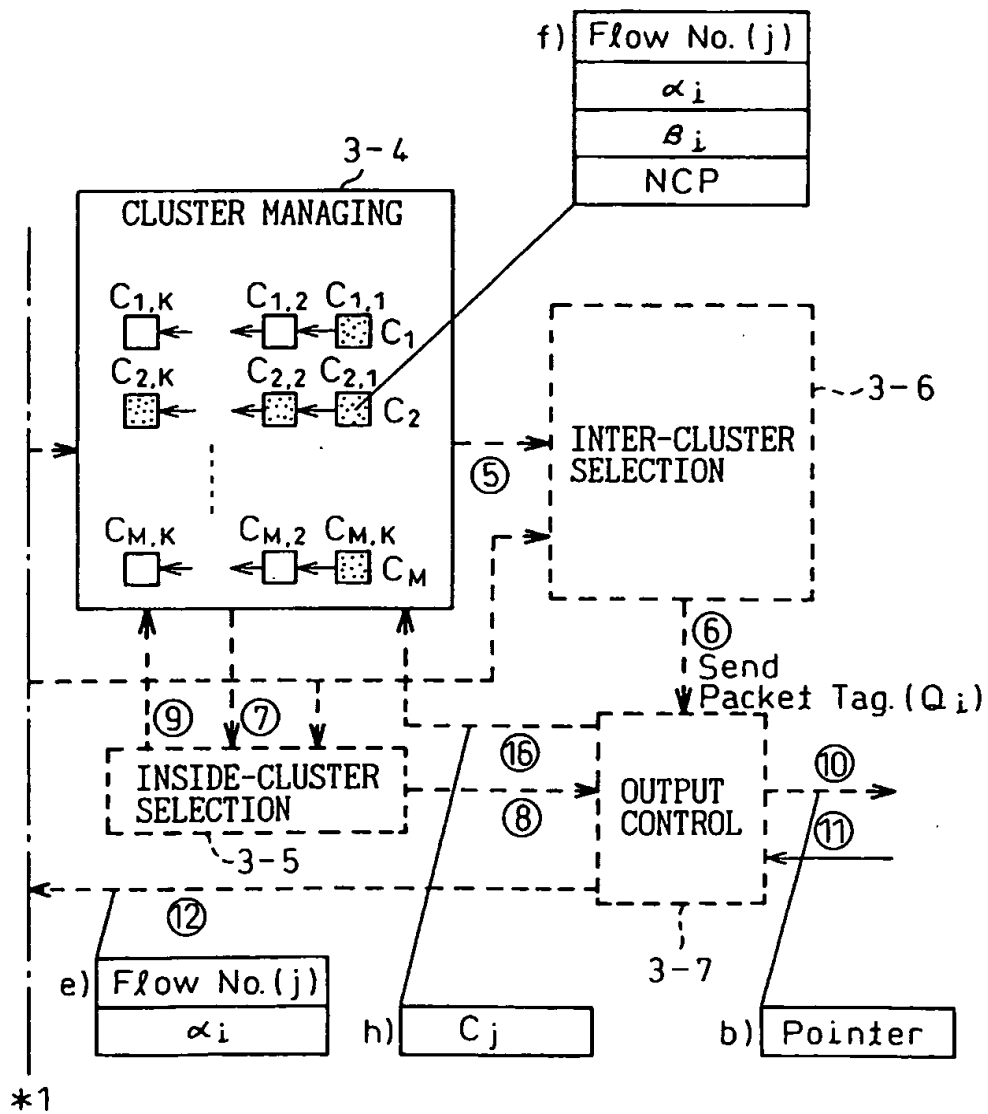 f) Flow No. (j)
αi
βi
NCP
3-4
CLUSTER MANAGING
C1,K C1,2 C1,1
C1
C2,K C2,2 C2,1
C2
3-6
INTER-CLUSTER
SELECTION
⑤
CM,K CM,2 CM,K
CM
⑥
Send
Packet Tag. (Qi)
⑨ ⑦
⑯
⑩
INSIDE-CLUSTER
SELECTION
⑧
OUTPUT
CONTROL
⑪
3-5
⑫
3-7
e) Flow No. (j)
αi
h) Cj
b) Pointer
*1